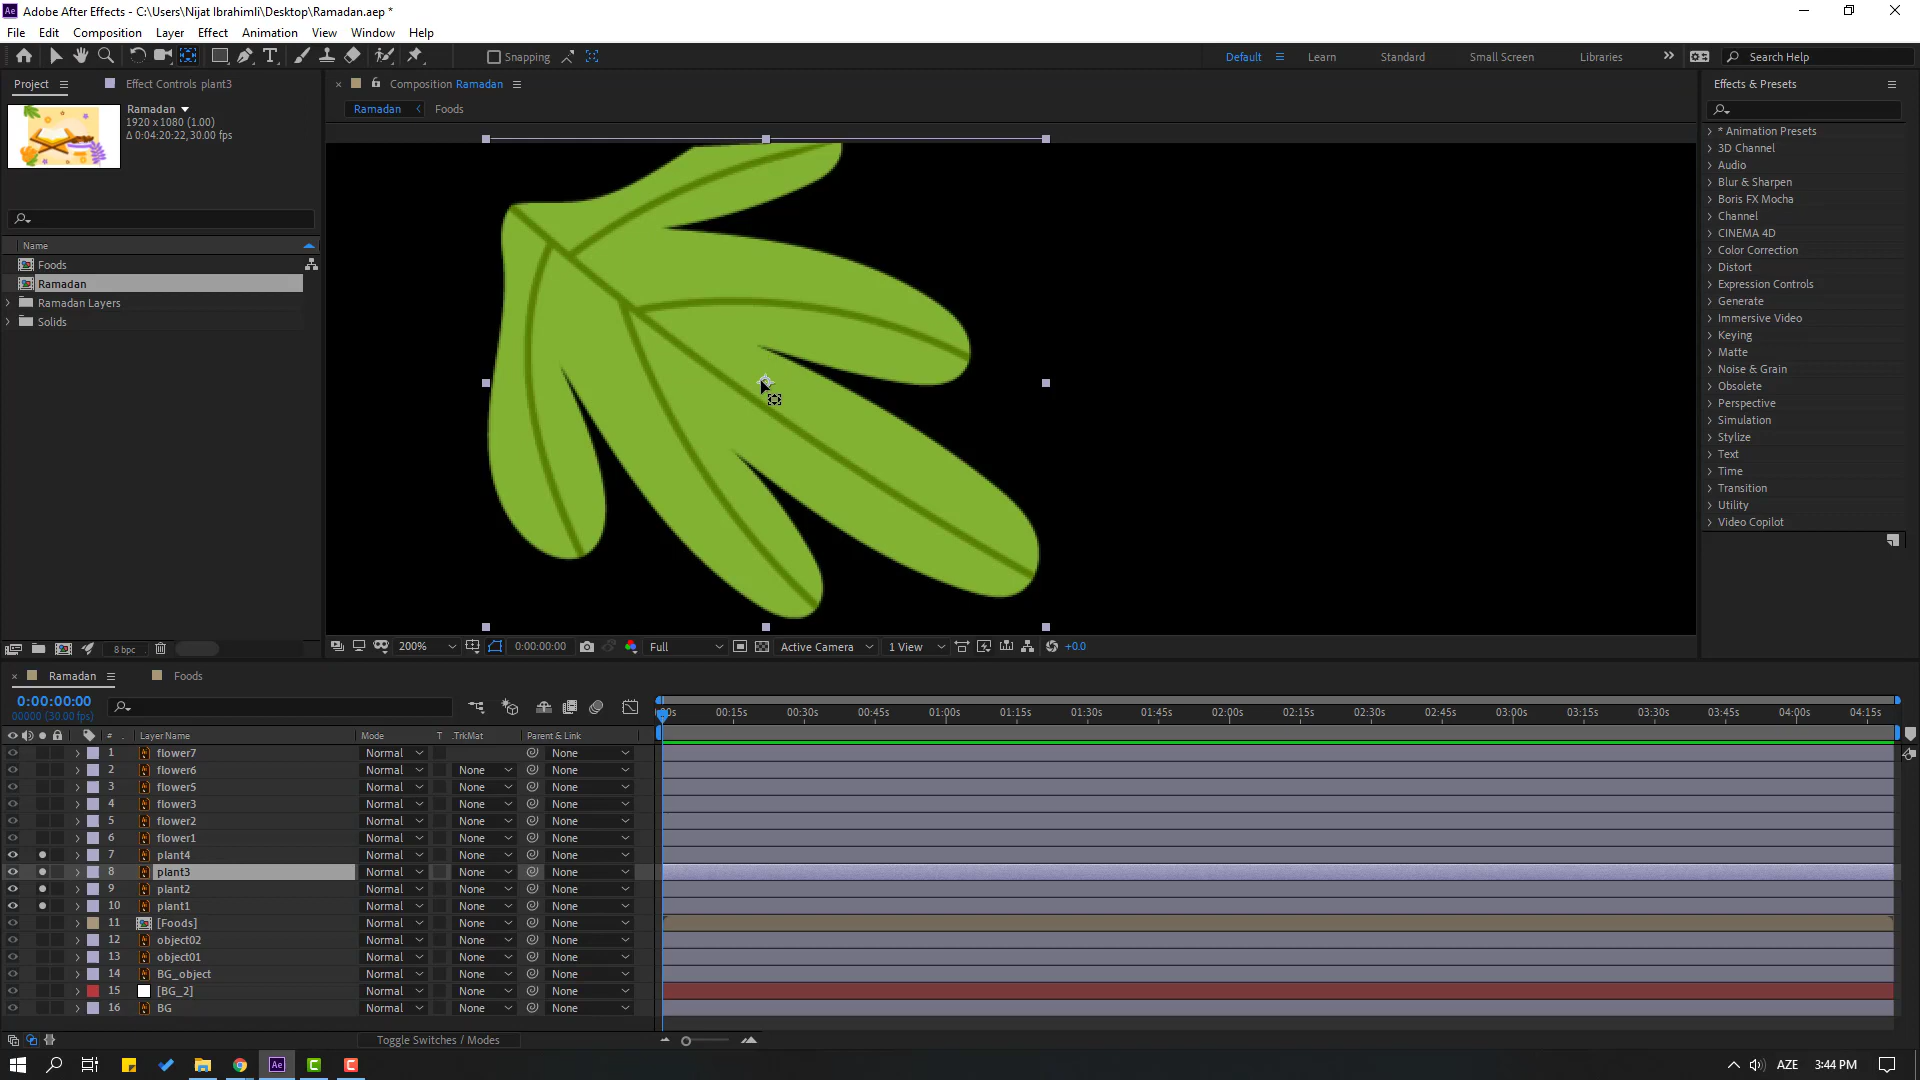 Adobe After Effects - C:\Users\Nijat Ibrahimli\Desktop\Ramadan.aep *
File Edit Composition Layer Effect Animation View Window Help
Snapping
Default Learn Standard Small Screen Libraries Search Help
Project Effect Controls plant3
Composition Ramadan
Effects & Presets
Ramadan
1920 x 1080 (1.00)
Δ 0:04:20:22, 30.00 fps
Ramadan Foods
Name
Foods
Ramadan
Ramadan Layers
Solids
* Animation Presets
3D Channel
Audio
Blur & Sharpen
Boris FX Mocha
Channel
CINEMA 4D
Color Correction
Distort
Expression Controls
Generate
Immersive Video
Keying
Matte
Noise & Grain
Obsolete
Perspective
Simulation
Stylize
Text
Time
Transition
Utility
Video Copilot
8 bpc
200% 0:00:00:00 Full Active Camera 1 View +0.0
Ramadan Foods
0:00:00:00
00000 (30.00 fps)
00s 00:15s 00:30s 00:45s 01:00s 01:15s 01:30s 01:45s 02:00s 02:15s 02:30s 02:45s 03:00s 03:15s 03:30s 03:45s 04:00s 04:15s
# Layer Name Mode T .TrkMat Parent & Link
1 flower7 Normal None
2 flower6 Normal None None
3 flower5 Normal None None
4 flower3 Normal None None
5 flower2 Normal None None
6 flower1 Normal None None
7 plant4 Normal None None
8 plant3 Normal None None
9 plant2 Normal None None
10 plant1 Normal None None
11 [Foods] Normal None None
12 object02 Normal None None
13 object01 Normal None None
14 BG_object Normal None None
15 [BG_2] Normal None None
16 BG Normal None None
Toggle Switches / Modes
AZE 3:44 PM